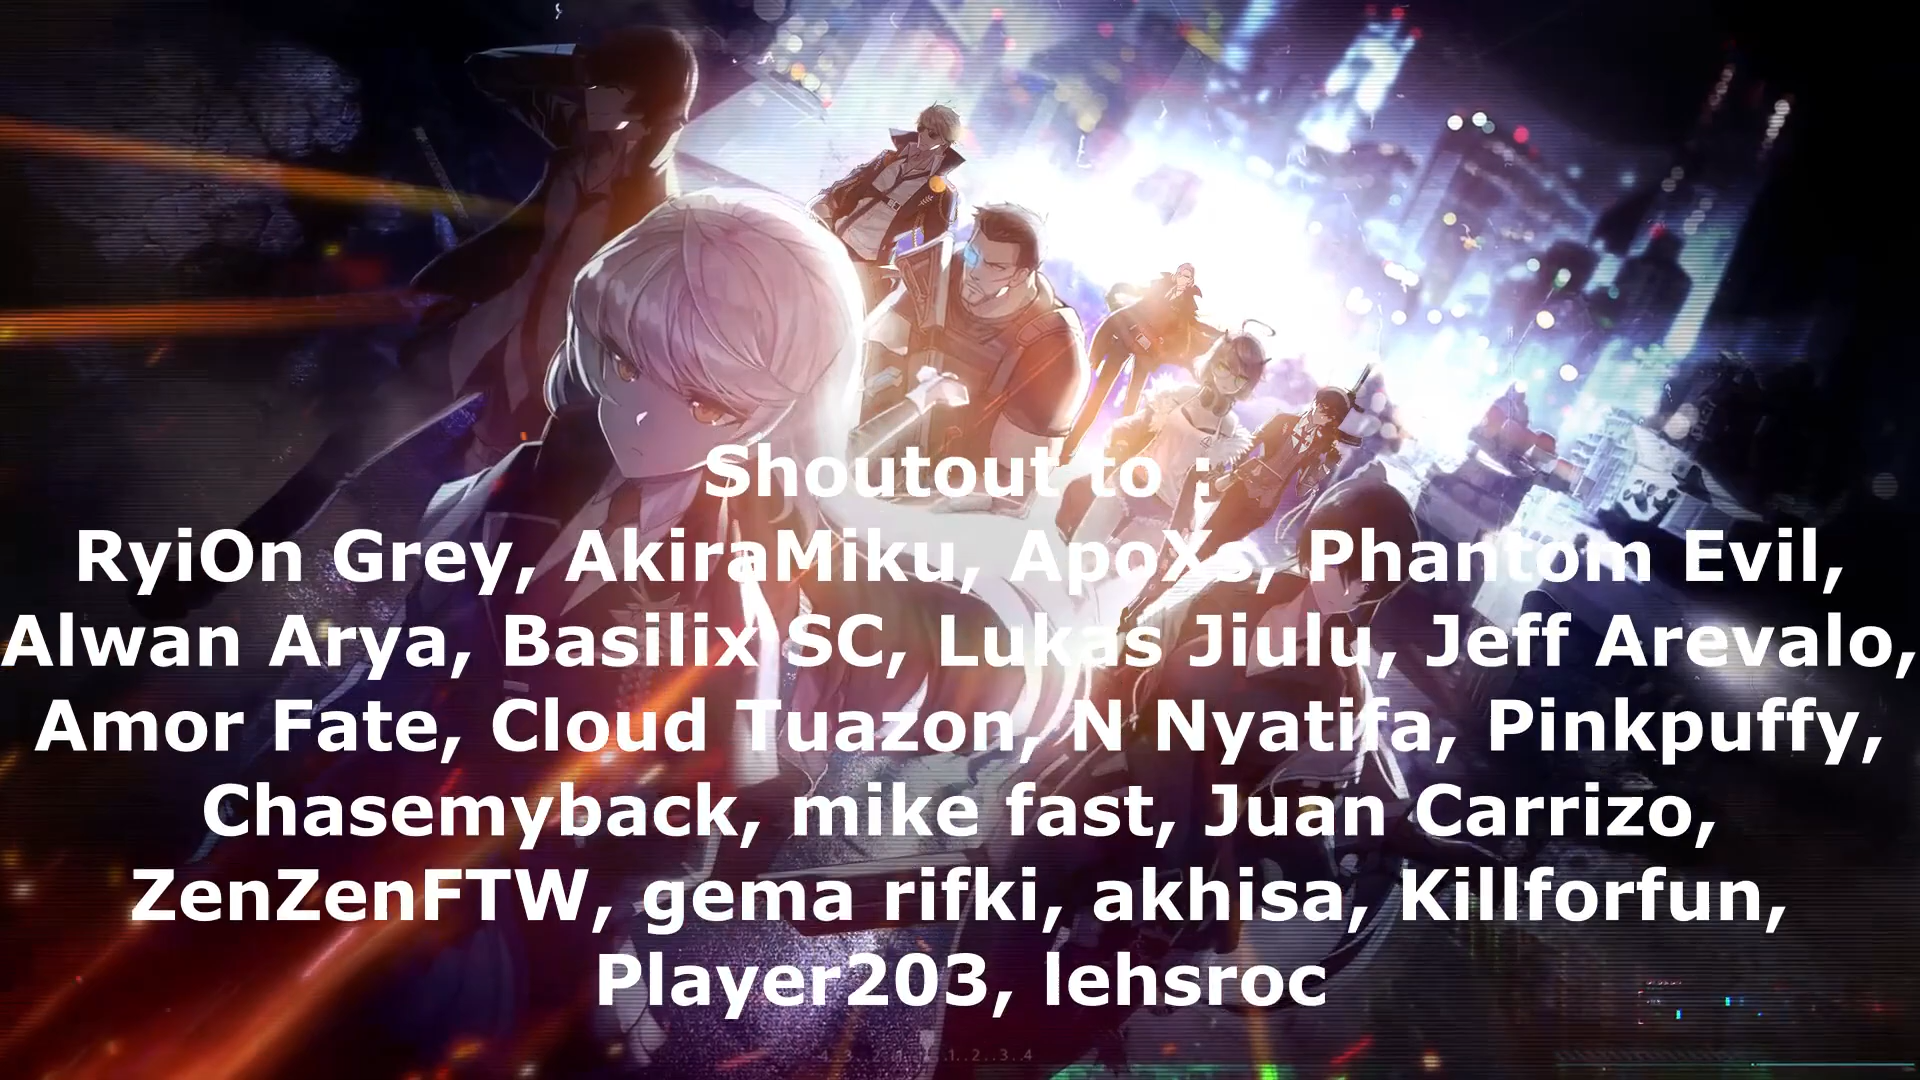 Shoutout to :
RyiOn Grey, AkiraMiku, ApoXs, Phantom Evil,
Alwan Arya, Basilix SC, Lukas Jiulu, Jeff Arevalo,
Amor Fate, Cloud Tuazon, N Nyatifa, Pinkpuffy,
Chasemyback, mike fast, Juan Carrizo,
ZenZenFTW, gema rifki, akhisa, Killforfun,
Player203, lehsroc